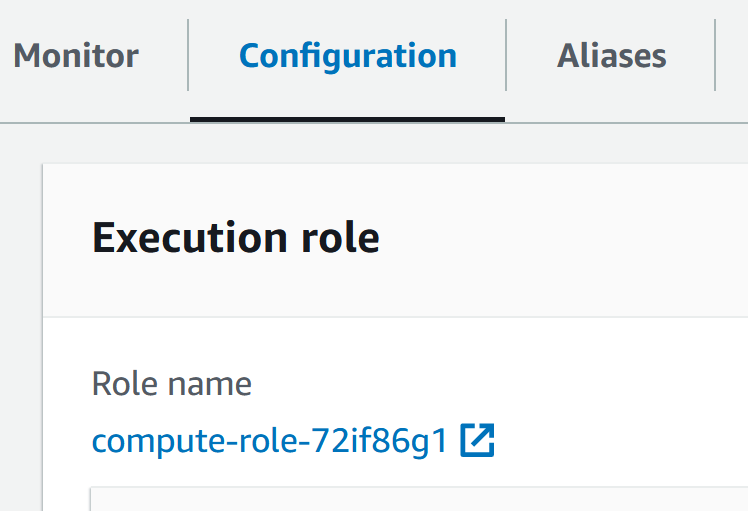 Monitor Configuration Aliases
Execution role
Role name
compute-role-72if86g1